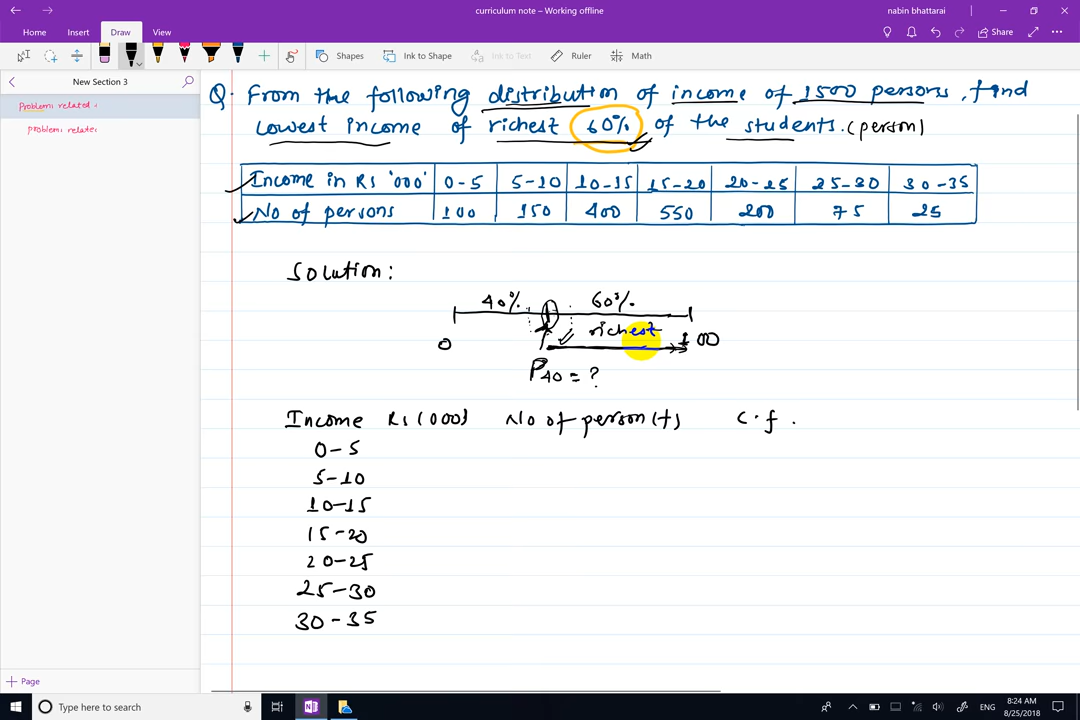 curriculum note – Working offline
nabin bhattarai
Home Insert Draw View
Share
Shapes Ink to Shape Ink to Text Ruler Math
New Section 3
Problems related
problems relate
Q. From the following distribution of income of 1500 persons, find
lowest income of richest 60% of the students. (person)
Income in Rs '000' 0-5 5-10 10-15 15-20 20-25 25-30 30-35
No of persons 100 150 400 550 200 75 25
Solution:
40% 60%
richest
0 100
P40 = ?
Income Rs (000) No of person (f) c.f.
0-5
5-10
10-15
15-20
20-25
25-30
30-35
+ Page
Type here to search
ENG
8:24 AM
8/25/2018